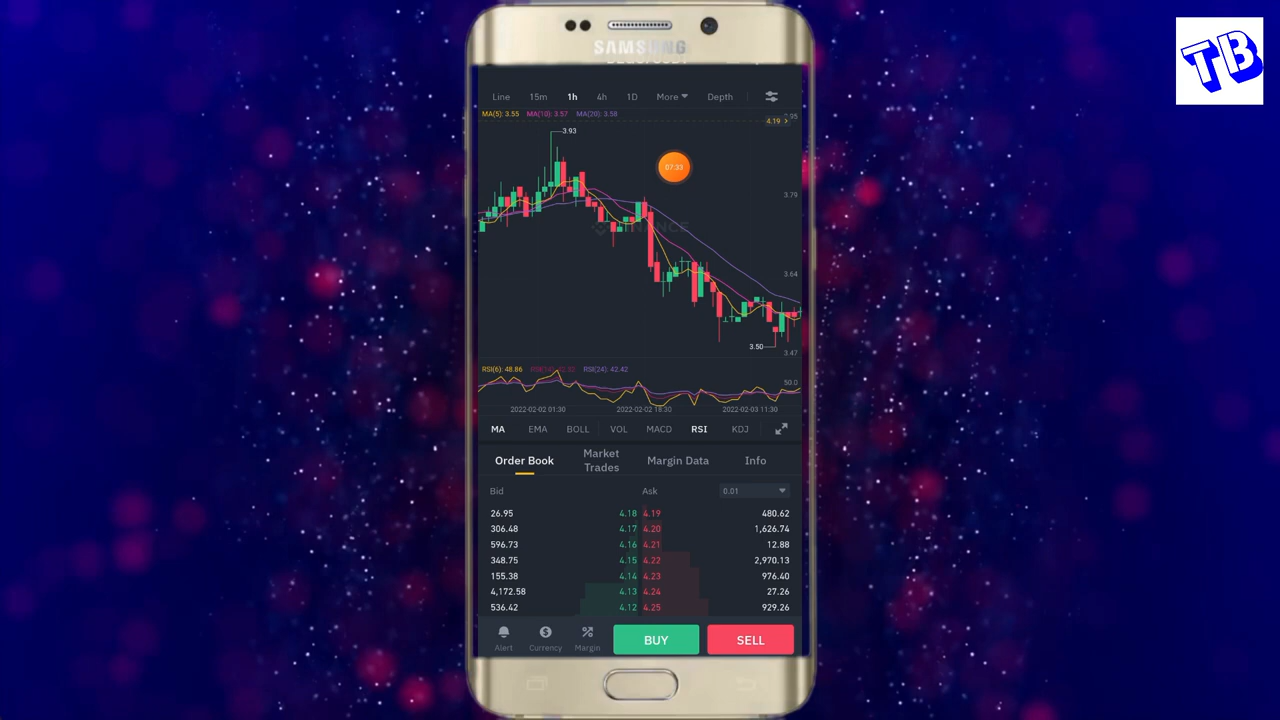 SAMSUNG
TB
Line 15m 1h 4h 1D More Depth
MA(5): 3.55 MA(10): 3.57 MA(20): 3.58
4.19
3.93
07:33
3.79
BINANCE
3.64
3.50
3.47
RSI(6): 48.86 RSI(24): 42.42
50.0
2022-02-02 01:30 2022-02-02 18:30 2022-02-03 11:30
MA EMA BOLL VOL MACD RSI KDJ
Order Book Market Trades Margin Data Info
Bid Ask 0.01
26.95 4.18 4.19 480.62
306.48 4.17 4.20 1,626.74
596.73 4.16 4.21 12.88
348.75 4.15 4.22 2,970.13
155.38 4.14 4.23 976.40
4,172.58 4.13 4.24 27.26
536.42 4.12 4.25 929.26
Alert Currency Margin BUY SELL